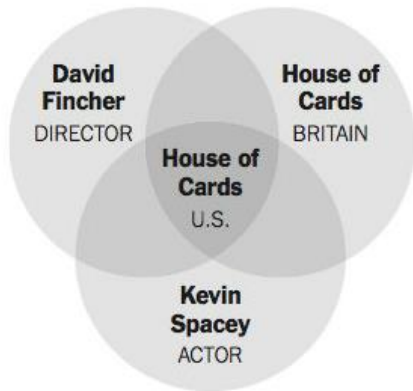 David
Fincher
DIRECTOR
House of
Cards
BRITAIN
House of
Cards
U.S.
Kevin
Spacey
ACTOR